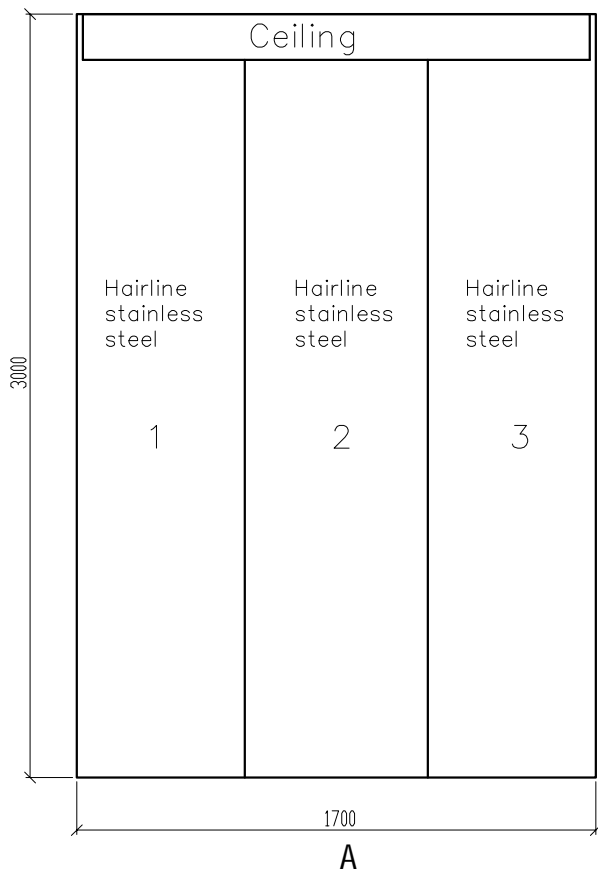 Ceiling
Hairline
stainless
steel
1
Hairline
stainless
steel
2
Hairline
stainless
steel
3
3000
1700
A